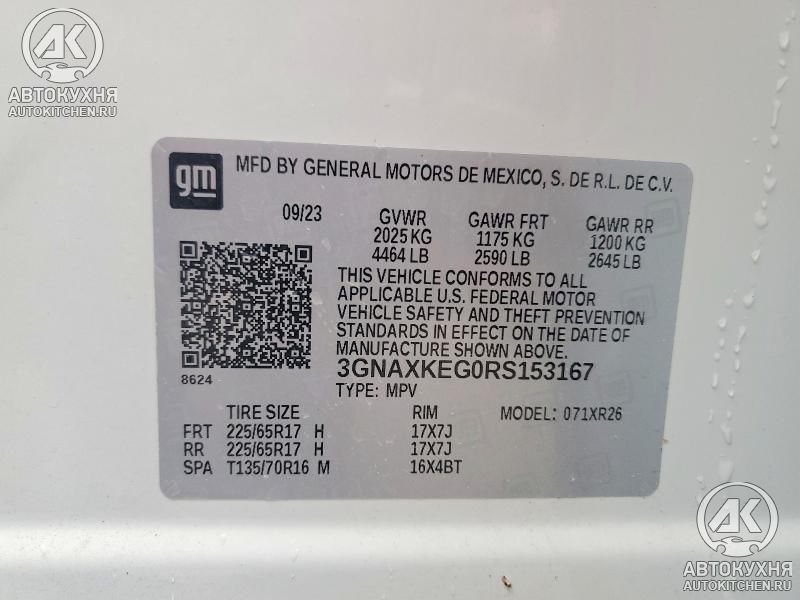 АК
АВТОКУХНЯ
AUTOKITCHEN.RU
gm
MFD BY GENERAL MOTORS DE MEXICO, S. DE R.L. DE C.V.
09/23 GVWR GAWR FRT GAWR RR
2025 KG 1175 KG 1200 KG
4464 LB 2590 LB 2645 LB
THIS VEHICLE CONFORMS TO ALL
APPLICABLE U.S. FEDERAL MOTOR
VEHICLE SAFETY AND THEFT PREVENTION
STANDARDS IN EFFECT ON THE DATE OF
MANUFACTURE SHOWN ABOVE.
8624
3GNAXKEG0RS153167
TYPE: MPV
TIRE SIZE RIM MODEL: 071XR26
FRT 225/65R17 H 17X7J
RR 225/65R17 H 17X7J
SPA T135/70R16 M 16X4BT
АК
АВТОКУХНЯ
AUTOKITCHEN.RU